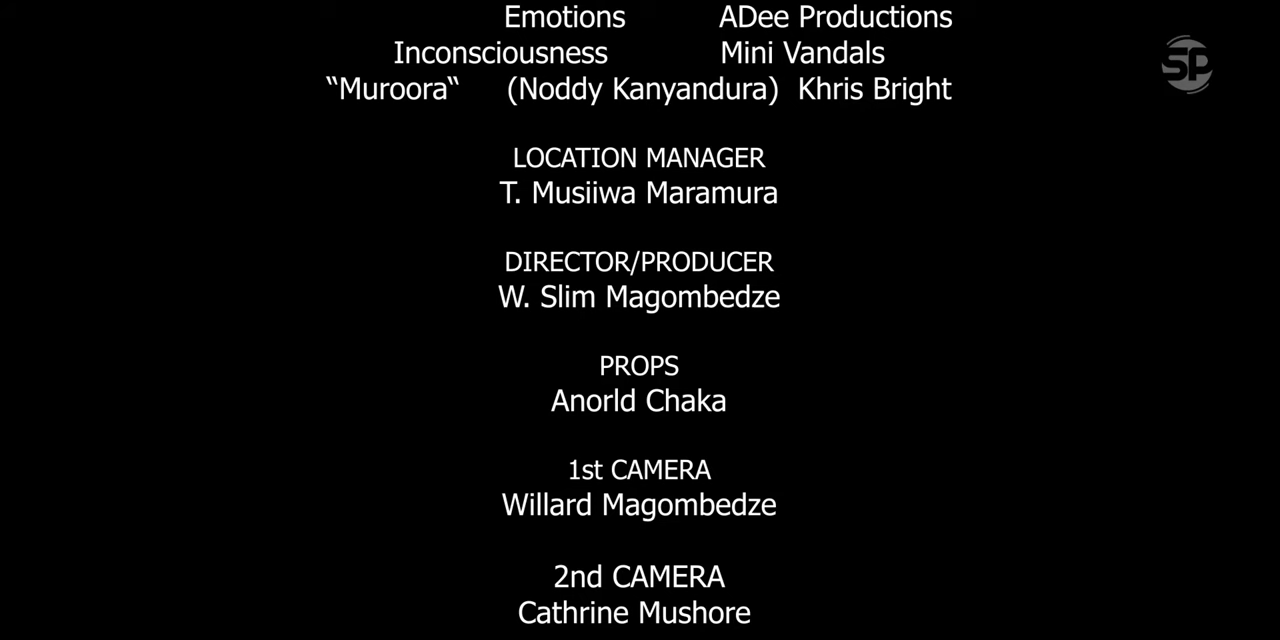 Emotions ADee Productions
Inconsciousness Mini Vandals
“Muroora“ (Noddy Kanyandura) Khris Bright
LOCATION MANAGER
T. Musiiwa Maramura
DIRECTOR/PRODUCER
W. Slim Magombedze
PROPS
Anorld Chaka
1st CAMERA
Willard Magombedze
2nd CAMERA
Cathrine Mushore
SP